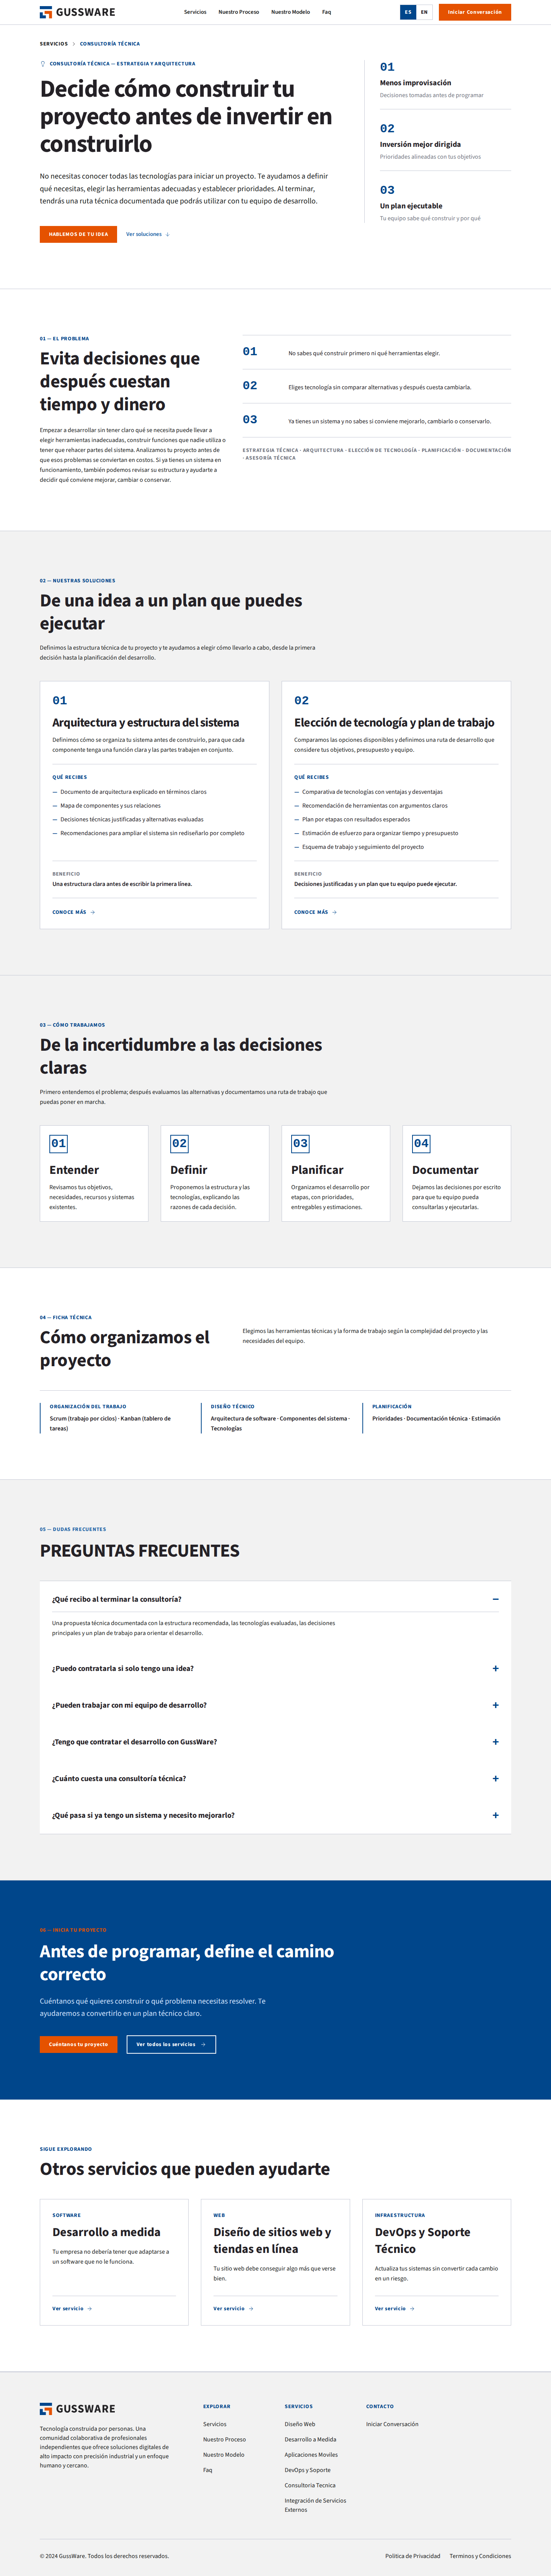 GUSSWARE
Servicios Nuestro Proceso Nuestro Modelo Faq
ES EN Iniciar Conversación
SERVICIOS > CONSULTORÍA TÉCNICA
CONSULTORÍA TÉCNICA — ESTRATEGIA Y ARQUITECTURA
Decide cómo construir tu
proyecto antes de invertir en
construirlo
No necesitas conocer todas las tecnologías para iniciar un proyecto. Te ayudamos a definir
qué necesitas, elegir las herramientas adecuadas y establecer prioridades. Al terminar,
tendrás una ruta técnica documentada que podrás utilizar con tu equipo de desarrollo.
HABLEMOS DE TU IDEA Ver soluciones ↓
01
Menos improvisación
Decisiones tomadas antes de programar
02
Inversión mejor dirigida
Prioridades alineadas con tus objetivos
03
Un plan ejecutable
Tu equipo sabe qué construir y por qué
01 — EL PROBLEMA
Evita decisiones que
después cuestan
tiempo y dinero
Empezar a desarrollar sin tener claro qué se necesita puede llevar a
elegir herramientas inadecuadas, construir funciones que nadie utiliza o
tener que rehacer partes del sistema. Analizamos tu proyecto antes de
que esos problemas se conviertan en costos. Si ya tienes un sistema en
funcionamiento, también podemos revisar su estructura y ayudarte a
decidir qué conviene mejorar, cambiar o conservar.
01 No sabes qué construir primero ni qué herramientas elegir.
02 Eliges tecnología sin comparar alternativas y después cuesta cambiarla.
03 Ya tienes un sistema y no sabes si conviene mejorarlo, cambiarlo o conservarlo.
ESTRATEGIA TÉCNICA · ARQUITECTURA · ELECCIÓN DE TECNOLOGÍA · PLANIFICACIÓN · DOCUMENTACIÓN
· ASESORÍA TÉCNICA
02 — NUESTRAS SOLUCIONES
De una idea a un plan que puedes
ejecutar
Definimos la estructura técnica de tu proyecto y te ayudamos a elegir cómo llevarlo a cabo, desde la primera
decisión hasta la planificación del desarrollo.
01
Arquitectura y estructura del sistema
Definimos cómo se organiza tu sistema antes de construirlo, para que cada
componente tenga una función clara y las partes trabajen en conjunto.
QUÉ RECIBES
— Documento de arquitectura explicado en términos claros
— Mapa de componentes y sus relaciones
— Decisiones técnicas justificadas y alternativas evaluadas
— Recomendaciones para ampliar el sistema sin rediseñarlo por completo
BENEFICIO
Una estructura clara antes de escribir la primera línea.
CONOCE MÁS →
02
Elección de tecnología y plan de trabajo
Comparamos las opciones disponibles y definimos una ruta de desarrollo que
considere tus objetivos, presupuesto y equipo.
QUÉ RECIBES
— Comparativa de tecnologías con ventajas y desventajas
— Recomendación de herramientas con argumentos claros
— Plan por etapas con resultados esperados
— Estimación de esfuerzo para organizar tiempo y presupuesto
— Esquema de trabajo y seguimiento del proyecto
BENEFICIO
Decisiones justificadas y un plan que tu equipo puede ejecutar.
CONOCE MÁS →
03 — CÓMO TRABAJAMOS
De la incertidumbre a las decisiones
claras
Primero entendemos el problema; después evaluamos las alternativas y documentamos una ruta de trabajo que
puedas poner en marcha.
01
Entender
Revisamos tus objetivos,
necesidades, recursos y sistemas
existentes.
02
Definir
Proponemos la estructura y las
tecnologías, explicando las
razones de cada decisión.
03
Planificar
Organizamos el desarrollo por
etapas, con prioridades,
entregables y estimaciones.
04
Documentar
Dejamos las decisiones por escrito
para que tu equipo pueda
consultarlas y ejecutarlas.
04 — FICHA TÉCNICA
Cómo organizamos el
proyecto
Elegimos las herramientas técnicas y la forma de trabajo según la complejidad del proyecto y las
necesidades del equipo.
ORGANIZACIÓN DEL TRABAJO
Scrum (trabajo por ciclos) · Kanban (tablero de
tareas)
DISEÑO TÉCNICO
Arquitectura de software · Componentes del sistema ·
Tecnologías
PLANIFICACIÓN
Prioridades · Documentación técnica · Estimación
05 — DUDAS FRECUENTES
PREGUNTAS FRECUENTES
¿Qué recibo al terminar la consultoría? −
Una propuesta técnica documentada con la estructura recomendada, las tecnologías evaluadas, las decisiones
principales y un plan de trabajo para orientar el desarrollo.
¿Puedo contratarla si solo tengo una idea? +
¿Pueden trabajar con mi equipo de desarrollo? +
¿Tengo que contratar el desarrollo con GussWare? +
¿Cuánto cuesta una consultoría técnica? +
¿Qué pasa si ya tengo un sistema y necesito mejorarlo? +
06 — INICIA TU PROYECTO
Antes de programar, define el camino
correcto
Cuéntanos qué quieres construir o qué problema necesitas resolver. Te
ayudaremos a convertirlo en un plan técnico claro.
Cuéntanos tu proyecto Ver todos los servicios →
SIGUE EXPLORANDO
Otros servicios que pueden ayudarte
SOFTWARE
Desarrollo a medida
Tu empresa no debería tener que adaptarse a
un software que no le funciona.
Ver servicio →
WEB
Diseño de sitios web y
tiendas en línea
Tu sitio web debe conseguir algo más que verse
bien.
Ver servicio →
INFRAESTRUCTURA
DevOps y Soporte
Técnico
Actualiza tus sistemas sin convertir cada cambio
en un riesgo.
Ver servicio →
GUSSWARE
Tecnología construida por personas. Una
comunidad colaborativa de profesionales
independientes que ofrece soluciones digitales de
alto impacto con precisión industrial y un enfoque
humano y cercano.
EXPLORAR
Servicios
Nuestro Proceso
Nuestro Modelo
Faq
SERVICIOS
Diseño Web
Desarrollo a Medida
Aplicaciones Moviles
DevOps y Soporte
Consultoria Tecnica
Integración de Servicios
Externos
CONTACTO
Iniciar Conversación
© 2024 GussWare. Todos los derechos reservados.
Política de Privacidad Terminos y Condiciones